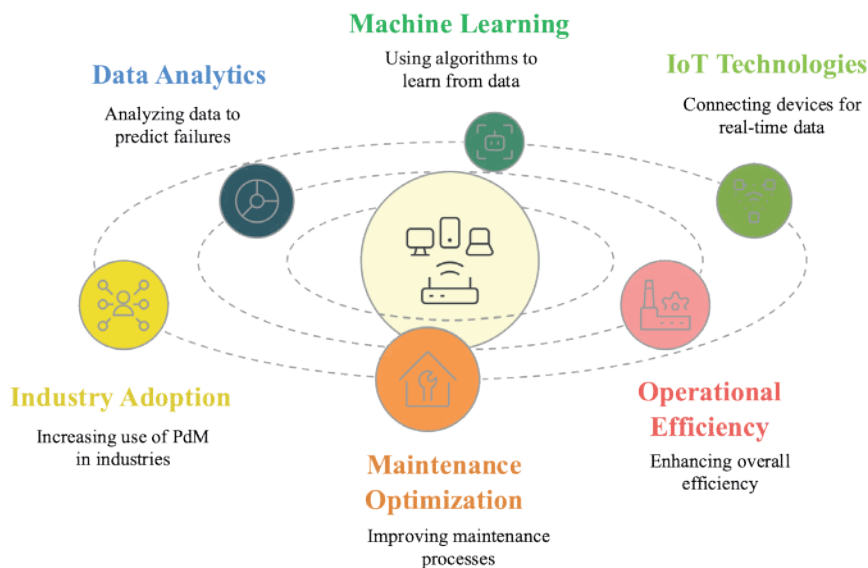 Machine Learning
Using algorithms to
learn from data
Data Analytics
Analyzing data to
predict failures
IoT Technologies
Connecting devices for
real-time data
Industry Adoption
Increasing use of PdM
in industries
Maintenance
Optimization
Improving maintenance
processes
Operational
Efficiency
Enhancing overall
efficiency